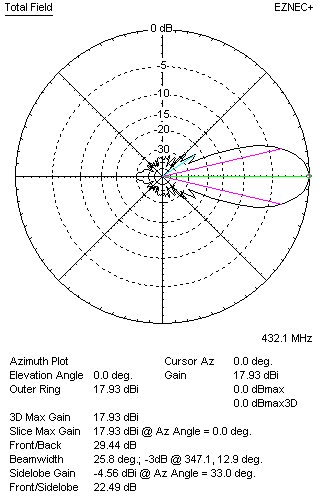 Total Field
EZNEC+
0 dB
-5
-10
-15
-20
-30
432.1 MHz
Azimuth Plot
Cursor Az 0.0 deg.
Elevation Angle 0.0 deg.
Gain 17.93 dBi
Outer Ring 17.93 dBi
0.0 dBmax
0.0 dBmax3D
3D Max Gain 17.93 dBi
Slice Max Gain 17.93 dBi @ Az Angle = 0.0 deg.
Front/Back 29.44 dB
Beamwidth 25.8 deg.; -3dB @ 347.1, 12.9 deg.
Sidelobe Gain -4.56 dBi @ Az Angle = 33.0 deg.
Front/Sidelobe 22.49 dB